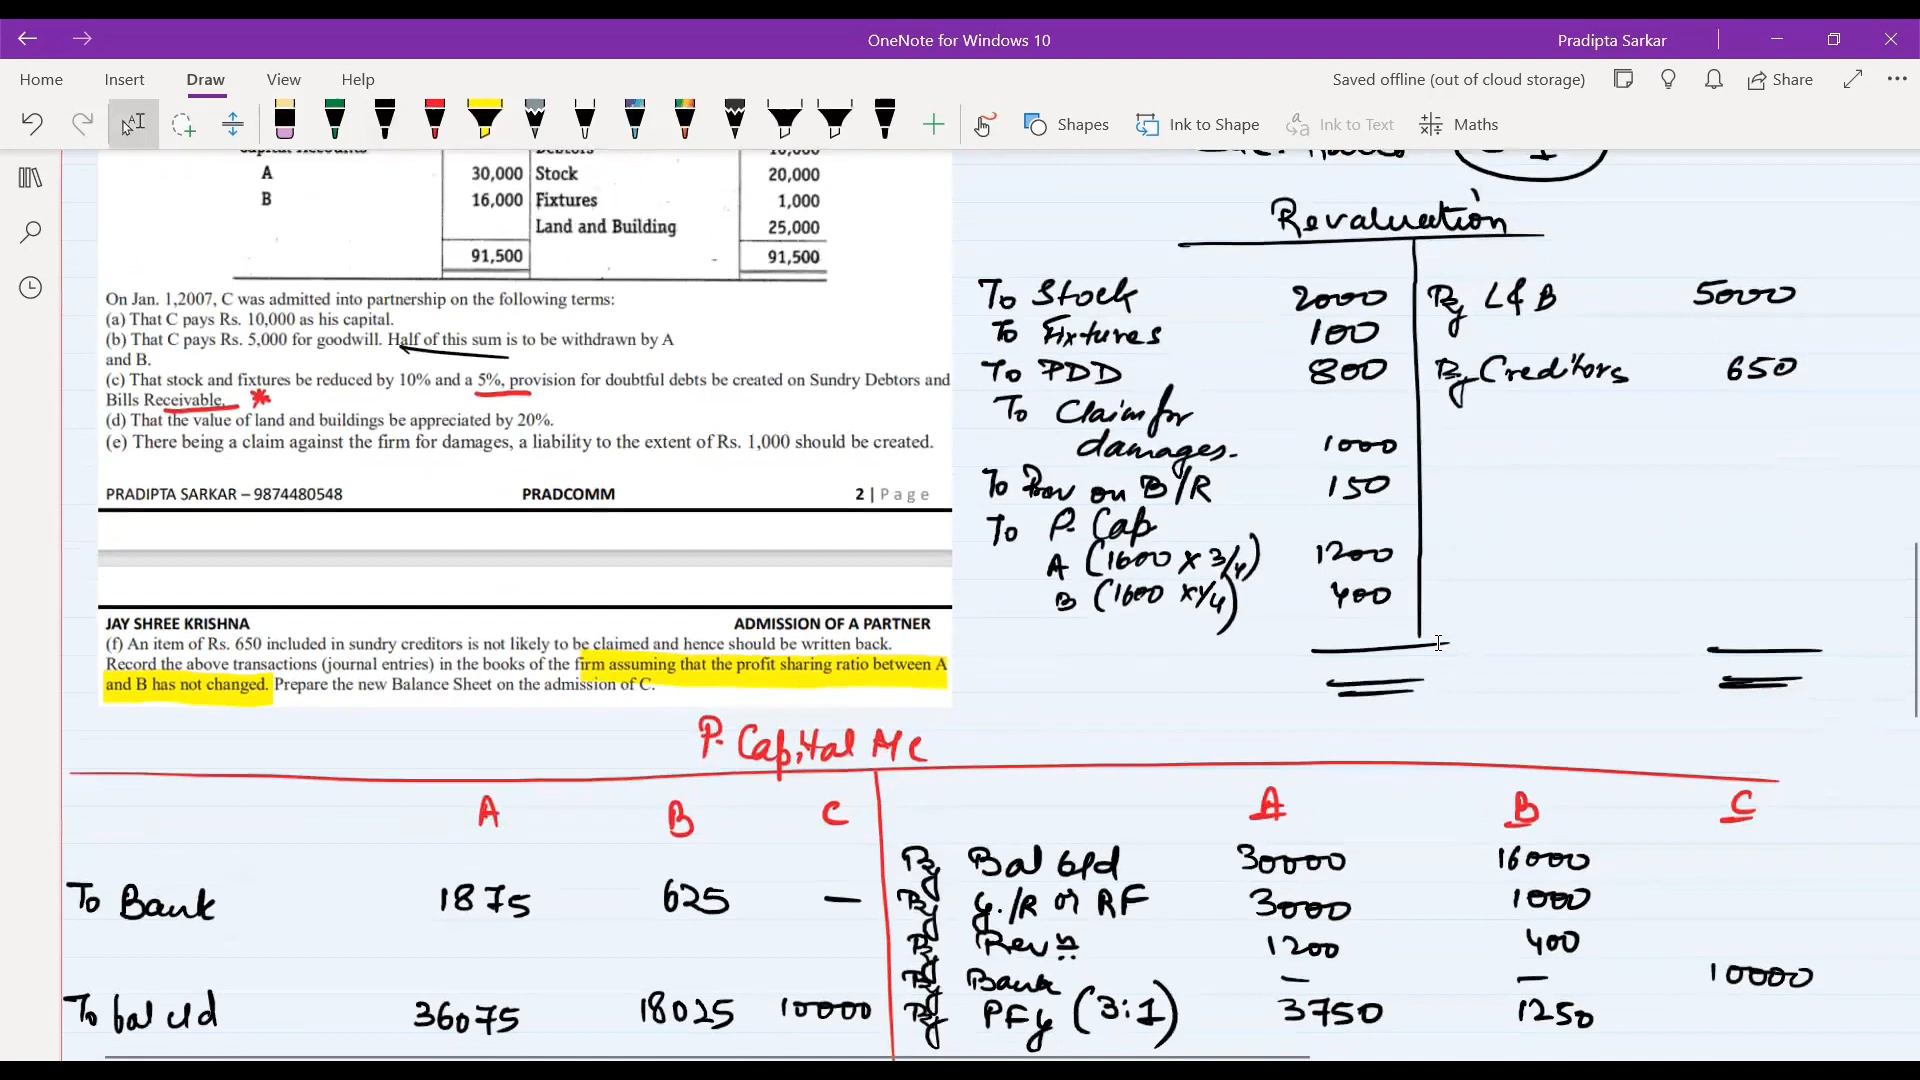 OneNote for Windows 10
Pradipta Sarkar
Home Insert Draw View Help
Saved offline (out of cloud storage)
Share
Shapes
Ink to Shape
Ink to Text
Maths
A 30,000 Stock 20,000
B 16,000 Fixtures 1,000
Land and Building 25,000
91,500 91,500
On Jan. 1,2007, C was admitted into partnership on the following terms:
(a) That C pays Rs. 10,000 as his capital.
(b) That C pays Rs. 5,000 for goodwill. Half of this sum is to be withdrawn by A
and B.
(c) That stock and fixtures be reduced by 10% and a 5%, provision for doubtful debts be created on Sundry Debtors and
Bills Receivable.
(d) That the value of land and buildings be appreciated by 20%.
(e) There being a claim against the firm for damages, a liability to the extent of Rs. 1,000 should be created.
PRADIPTA SARKAR – 9874480548 PRADCOMM 2 | Page
JAY SHREE KRISHNA ADMISSION OF A PARTNER
(f) An item of Rs. 650 included in sundry creditors is not likely to be claimed and hence should be written back.
Record the above transactions (journal entries) in the books of the firm assuming that the profit sharing ratio between A
and B has not changed. Prepare the new Balance Sheet on the admission of C.
Revaluation
To Stock 2000 By L & B 5000
To Fixtures 100
To PDD 800 By Creditors 650
To Claim for
damages. 1000
To Prov on B/R 150
To P. Cap
A (1600 x 3/4) 1200
B (1600 x 1/4) 400
P. Capital A/C
A B C A B C
By Bal b/d 30000 16000
To Bank 1875 625 — By G./R or RF 3000 1000
By Revn 1200 400
By Bank — — 10000
To bal c/d 36075 18025 10000 By PFG (3:1) 3750 1250